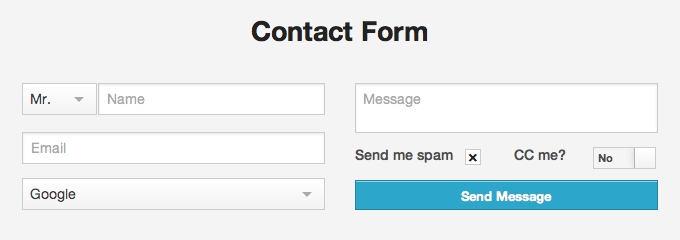 Contact Form
Mr.
Name
Email
Google
Message
Send me spam
CC me?
No
Send Message